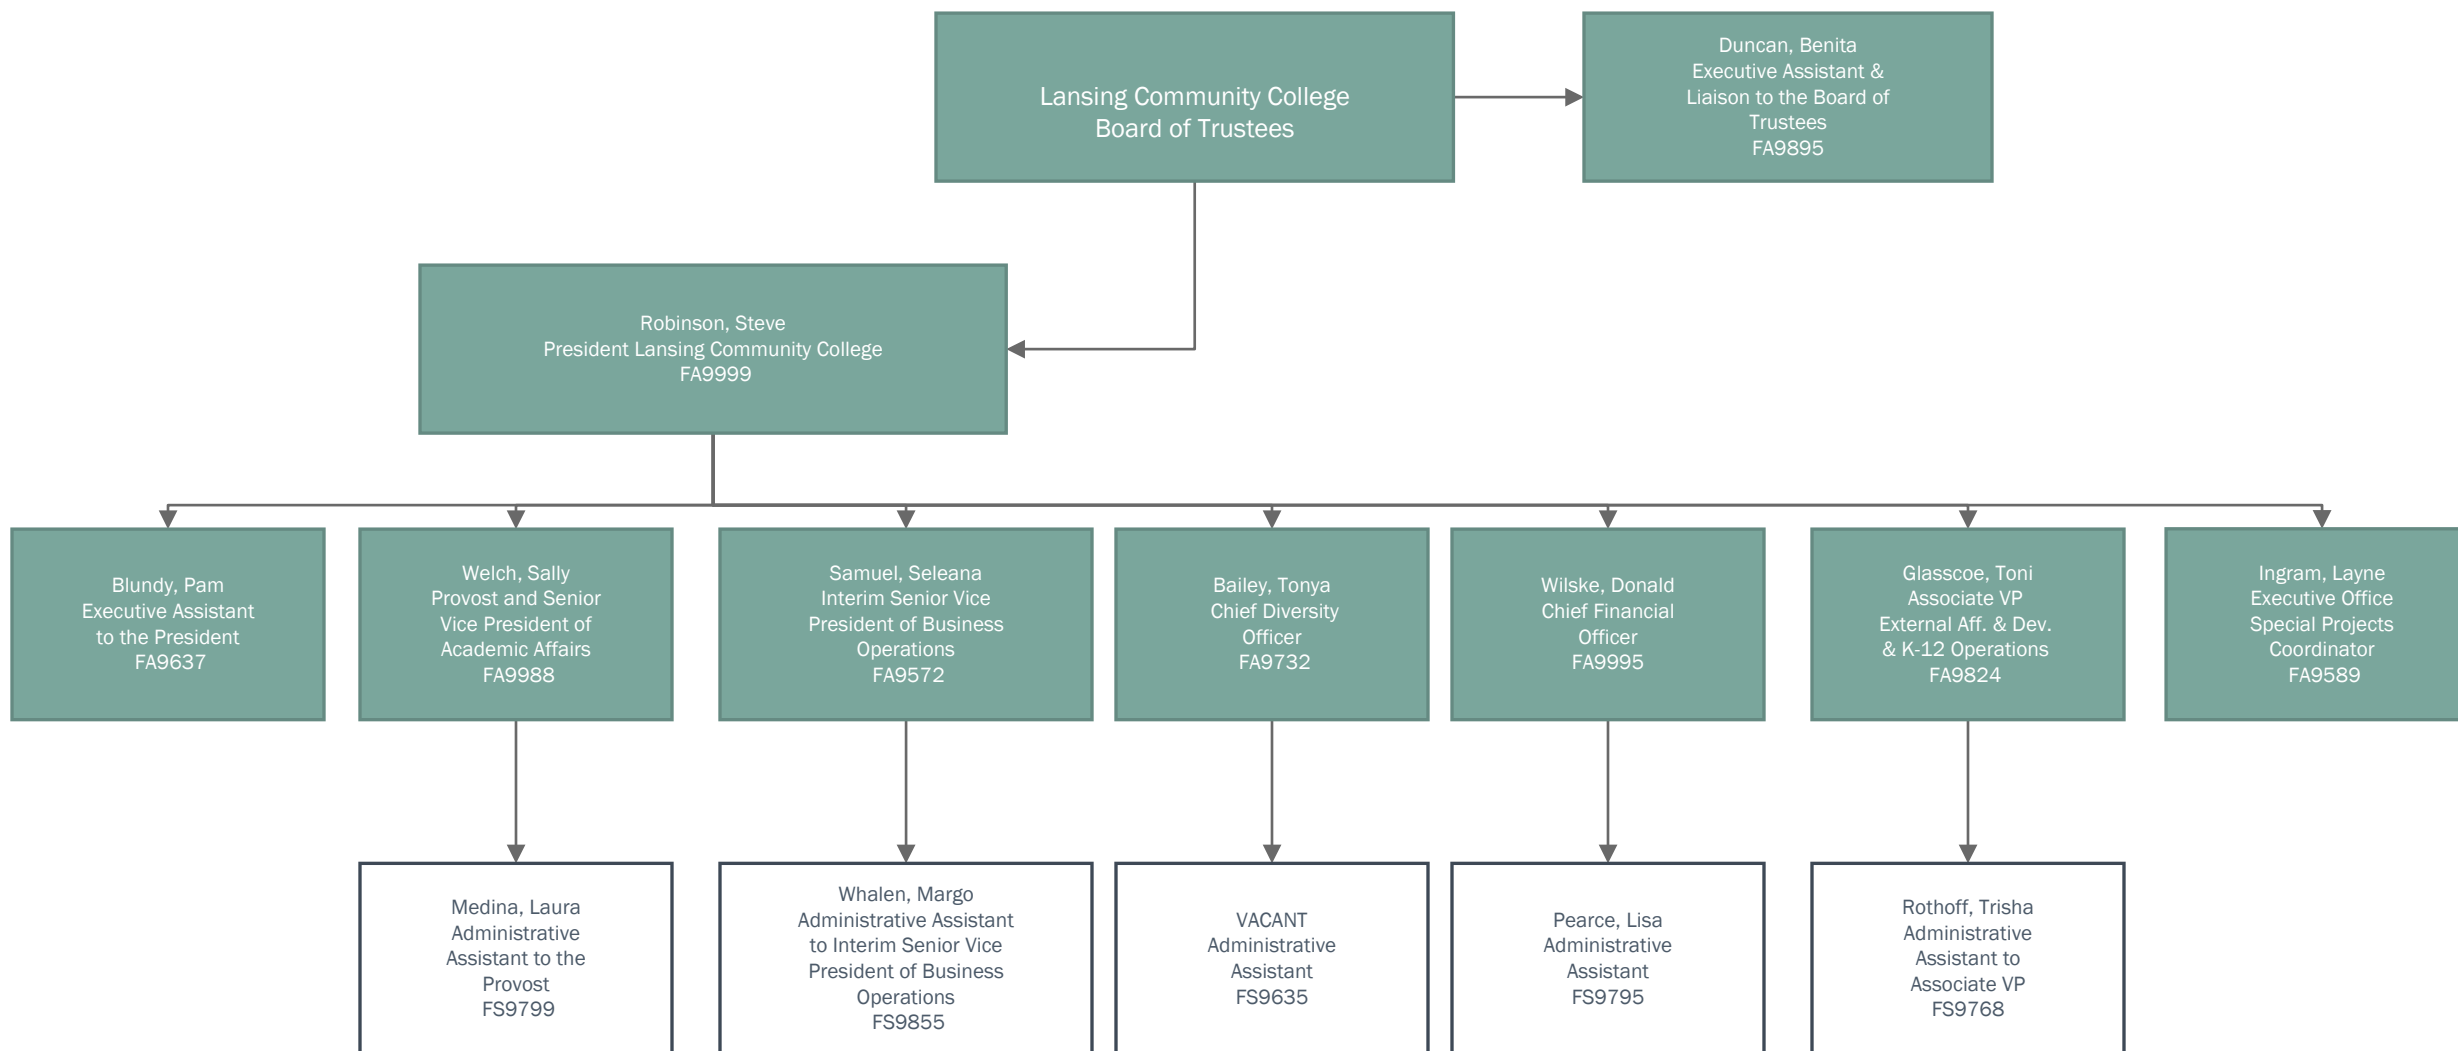 Lansing Community College
Board of Trustees
Duncan, Benita
Executive Assistant &
Liaison to the Board of
Trustees
FA9895
Robinson, Steve
President Lansing Community College
FA9999
Blundy, Pam
Executive Assistant
to the President
FA9637
Welch, Sally
Provost and Senior
Vice President of
Academic Affairs
FA9988
Samuel, Seleana
Interim Senior Vice
President of Business
Operations
FA9572
Bailey, Tonya
Chief Diversity
Officer
FA9732
Wilske, Donald
Chief Financial
Officer
FA9995
Glasscoe, Toni
Associate VP
External Aff. & Dev.
& K-12 Operations
FA9824
Ingram, Layne
Executive Office
Special Projects
Coordinator
FA9589
Medina, Laura
Administrative
Assistant to the
Provost
FS9799
Whalen, Margo
Administrative Assistant
to Interim Senior Vice
President of Business
Operations
FS9855
VACANT
Administrative
Assistant
FS9635
Pearce, Lisa
Administrative
Assistant
FS9795
Rothoff, Trisha
Administrative
Assistant to
Associate VP
FS9768